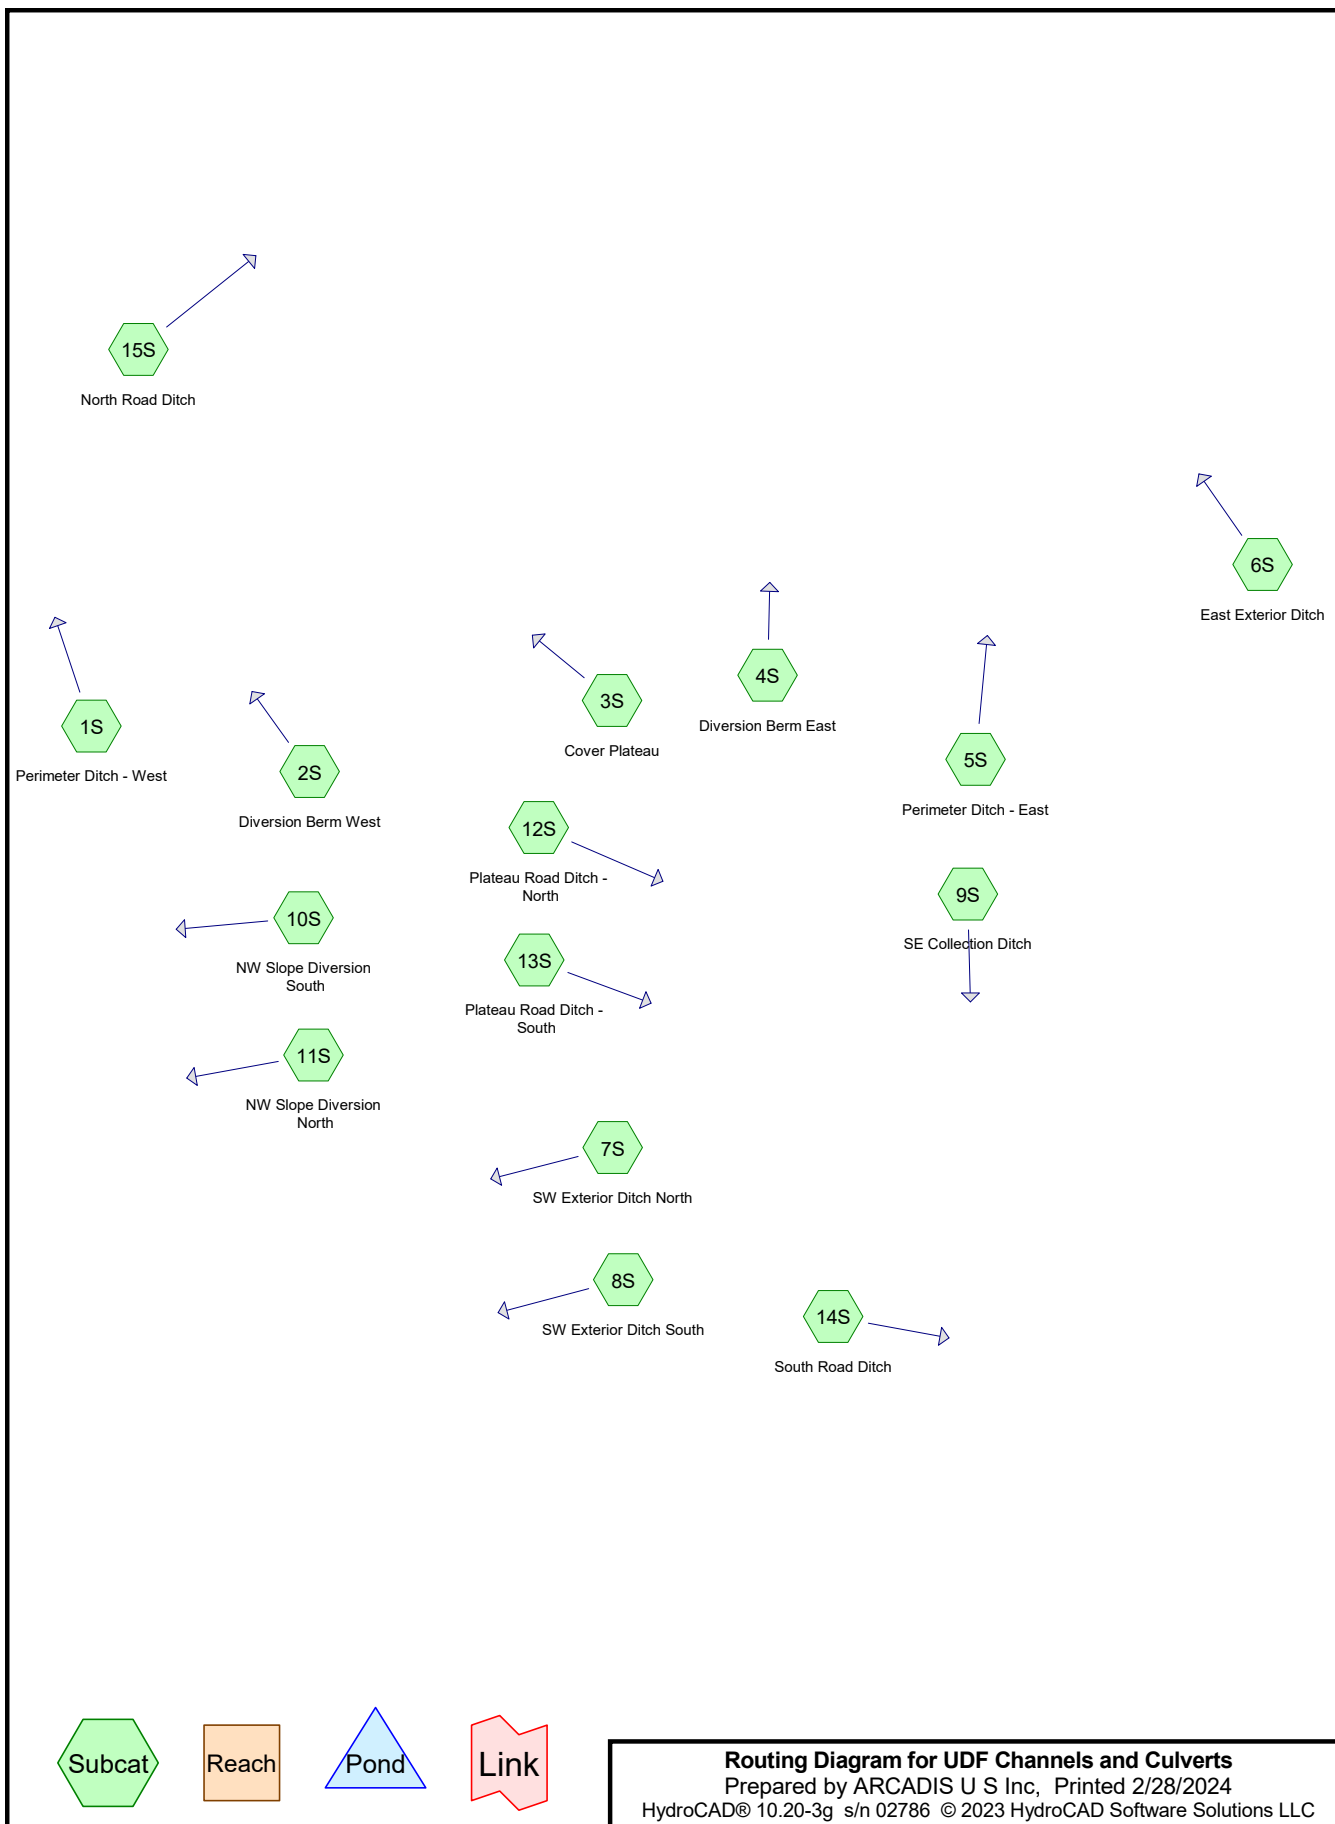 15S
North Road Ditch
6S
East Exterior Ditch
4S
Diversion Berm East
3S
Cover Plateau
1S
Perimeter Ditch - West
2S
Diversion Berm West
5S
Perimeter Ditch - East
12S
Plateau Road Ditch -
North
9S
SE Collection Ditch
10S
NW Slope Diversion
South
13S
Plateau Road Ditch -
South
11S
NW Slope Diversion
North
7S
SW Exterior Ditch North
8S
SW Exterior Ditch South
14S
South Road Ditch
Subcat
Reach
Pond
Link
Routing Diagram for UDF Channels and Culverts
Prepared by ARCADIS U S Inc, Printed 2/28/2024
HydroCAD® 10.20-3g s/n 02786 © 2023 HydroCAD Software Solutions LLC